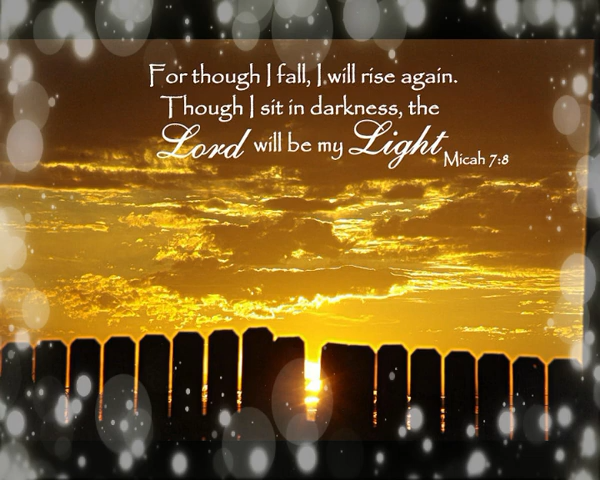 For though I fall, I will rise again.
Though I sit in darkness, the
Lord will be my Light
Micah 7:8